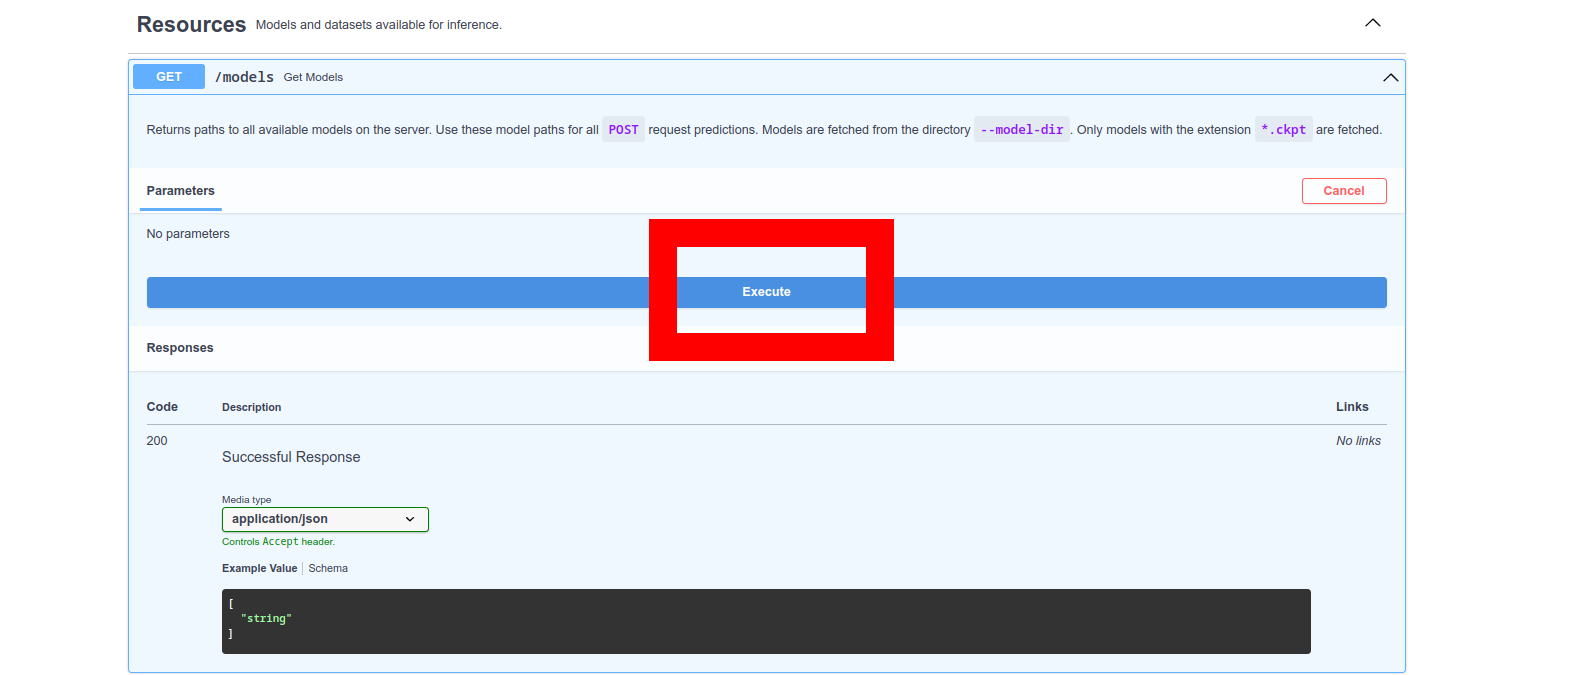 Resources Models and datasets available for inference.
GET /models Get Models
Returns paths to all available models on the server. Use these model paths for all POST request predictions. Models are fetched from the directory --model-dir . Only models with the extension *.ckpt are fetched.
Parameters Cancel
No parameters
Execute
Responses
Code Description Links
200 No links
Successful Response
Media type
application/json
Controls Accept header.
Example Value Schema
[
"string"
]